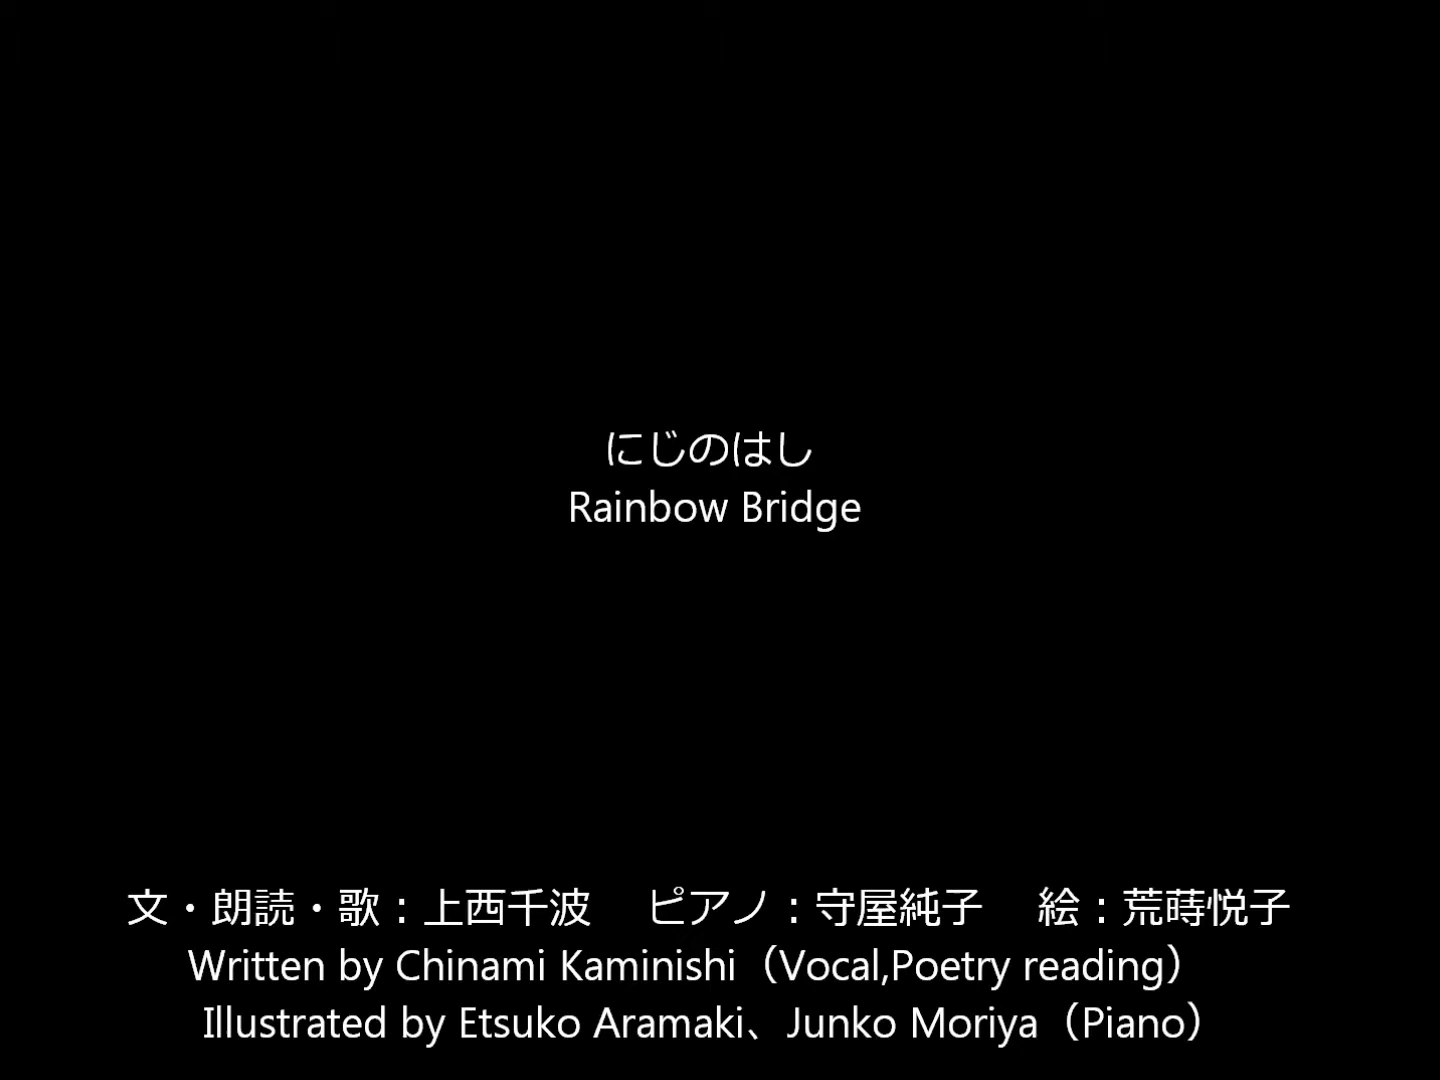 にじのはし
Rainbow Bridge
文・朗読・歌：上西千波　ピアノ：守屋純子　絵：荒蒔悦子
Written by Chinami Kaminishi（Vocal,Poetry reading）
Illustrated by Etsuko Aramaki、Junko Moriya（Piano）